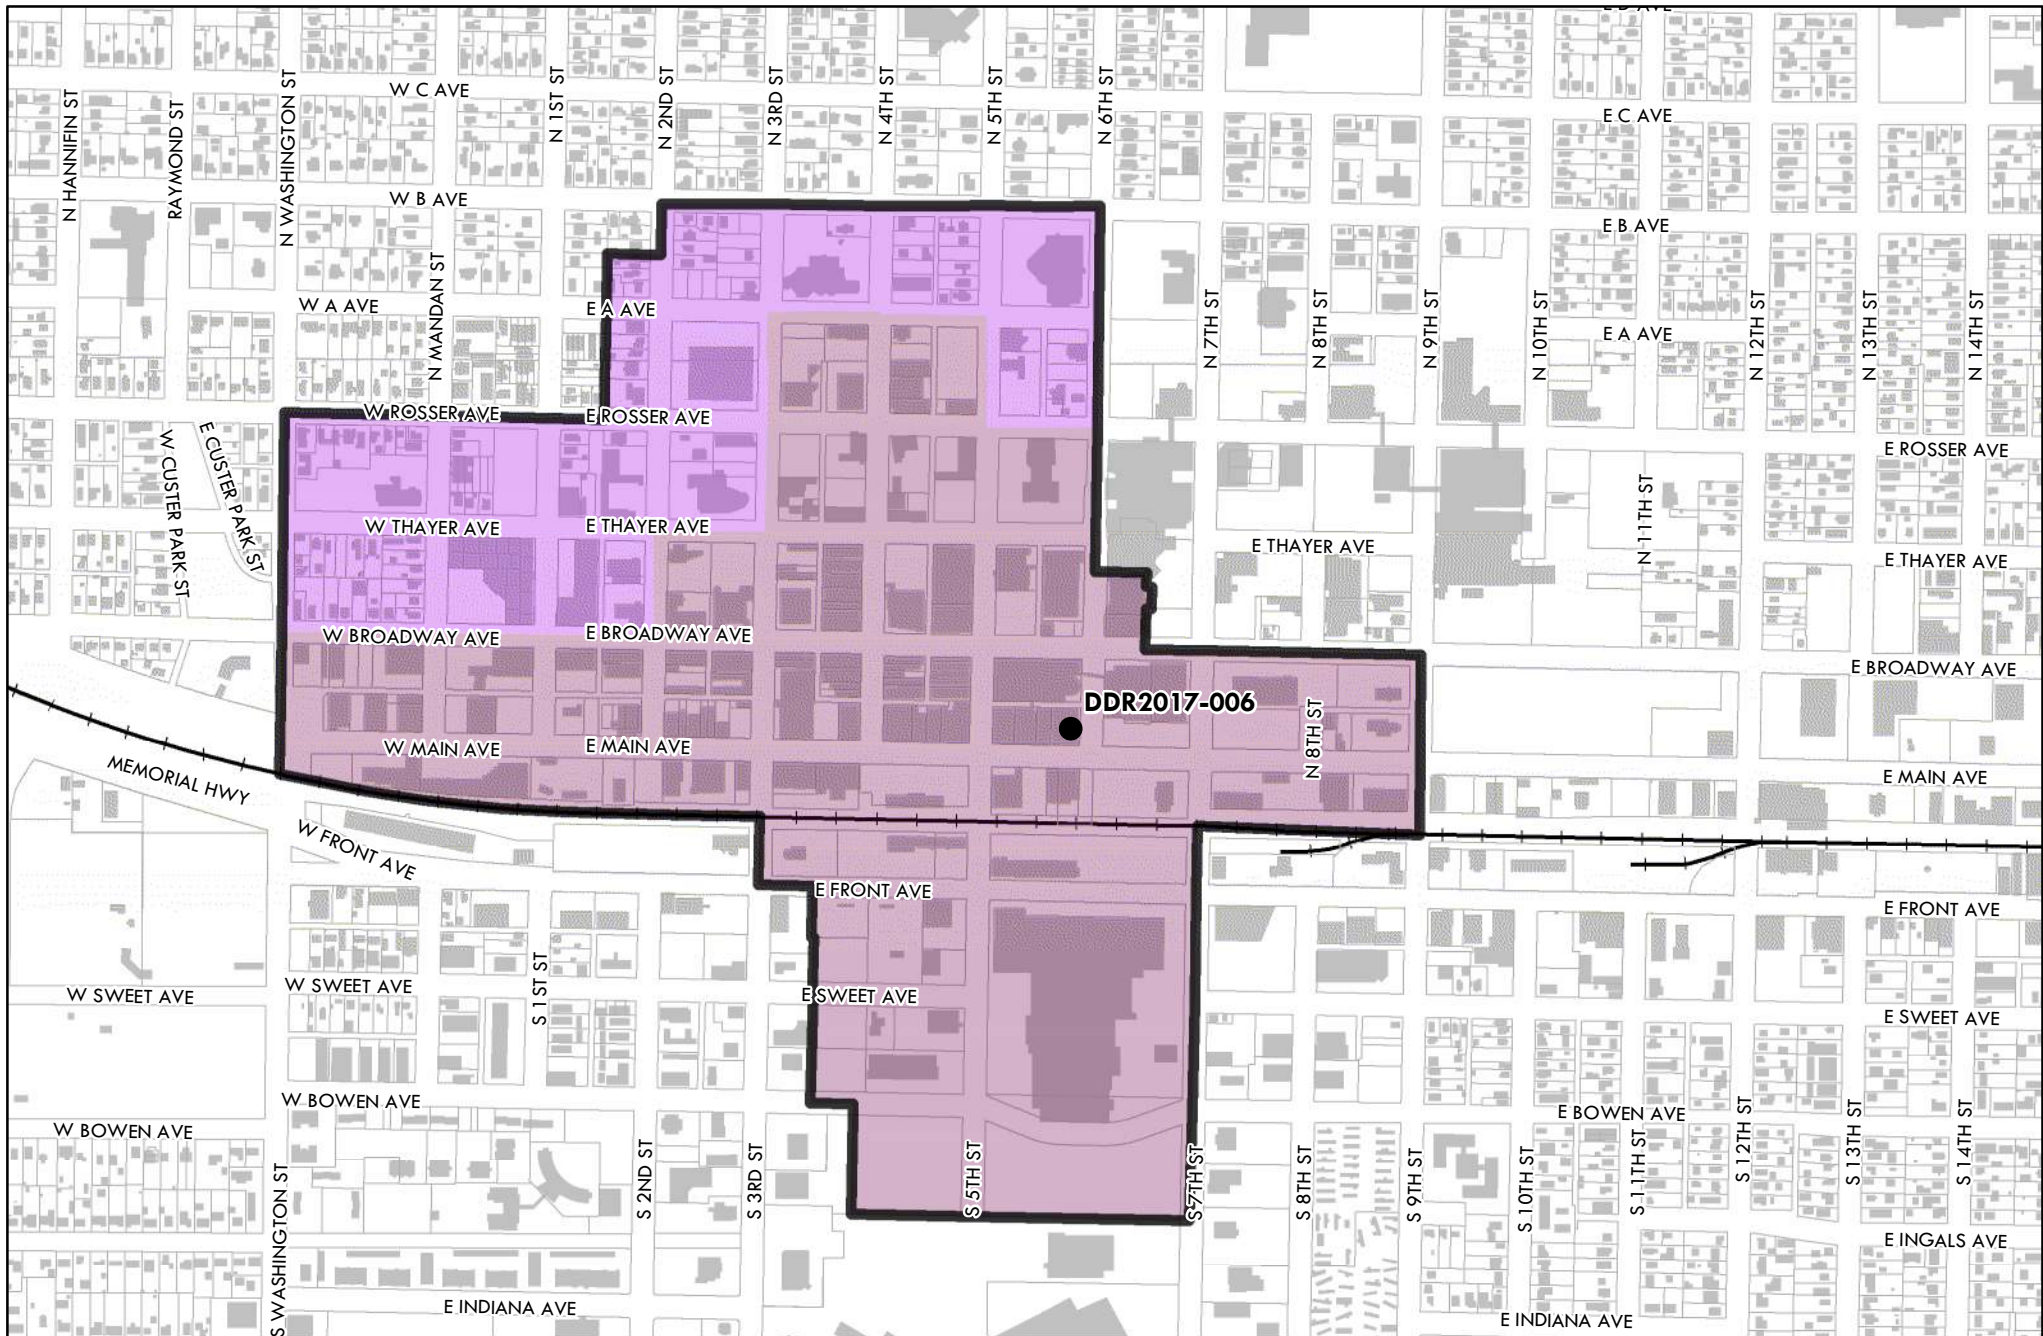 E D AVE
W C AVE
E C AVE
N HANNIFIN ST
RAYMOND ST
N WASHINGTON ST
N 1ST ST
N 2ND ST
N 3RD ST
N 4TH ST
N 5TH ST
N 6TH ST
W B AVE
E B AVE
N MANDAN ST
W A AVE
E A AVE
E A AVE
N 7TH ST
N 8TH ST
N 9TH ST
N 10TH ST
N 12TH ST
N 13TH ST
N 14TH ST
W ROSSER AVE
E ROSSER AVE
E ROSSER AVE
W CUSTER PARK ST
E CUSTER PARK ST
W THAYER AVE
E THAYER AVE
E THAYER AVE
N 11TH ST
E THAYER AVE
W BROADWAY AVE
E BROADWAY AVE
E BROADWAY AVE
DDR2017-006
N 8TH ST
W MAIN AVE
E MAIN AVE
E MAIN AVE
MEMORIAL HWY
W FRONT AVE
E FRONT AVE
E FRONT AVE
W SWEET AVE
W SWEET AVE
S 1ST ST
E SWEET AVE
E SWEET AVE
W BOWEN AVE
W BOWEN AVE
E BOWEN AVE
S WASHINGTON ST
S 2ND ST
S 3RD ST
S 5TH ST
S 7TH ST
S 8TH ST
S 9TH ST
S 10TH ST
S 11TH ST
S 12TH ST
S 13TH ST
S 14TH ST
E INGALS AVE
E INDIANA AVE
E INDIANA AVE